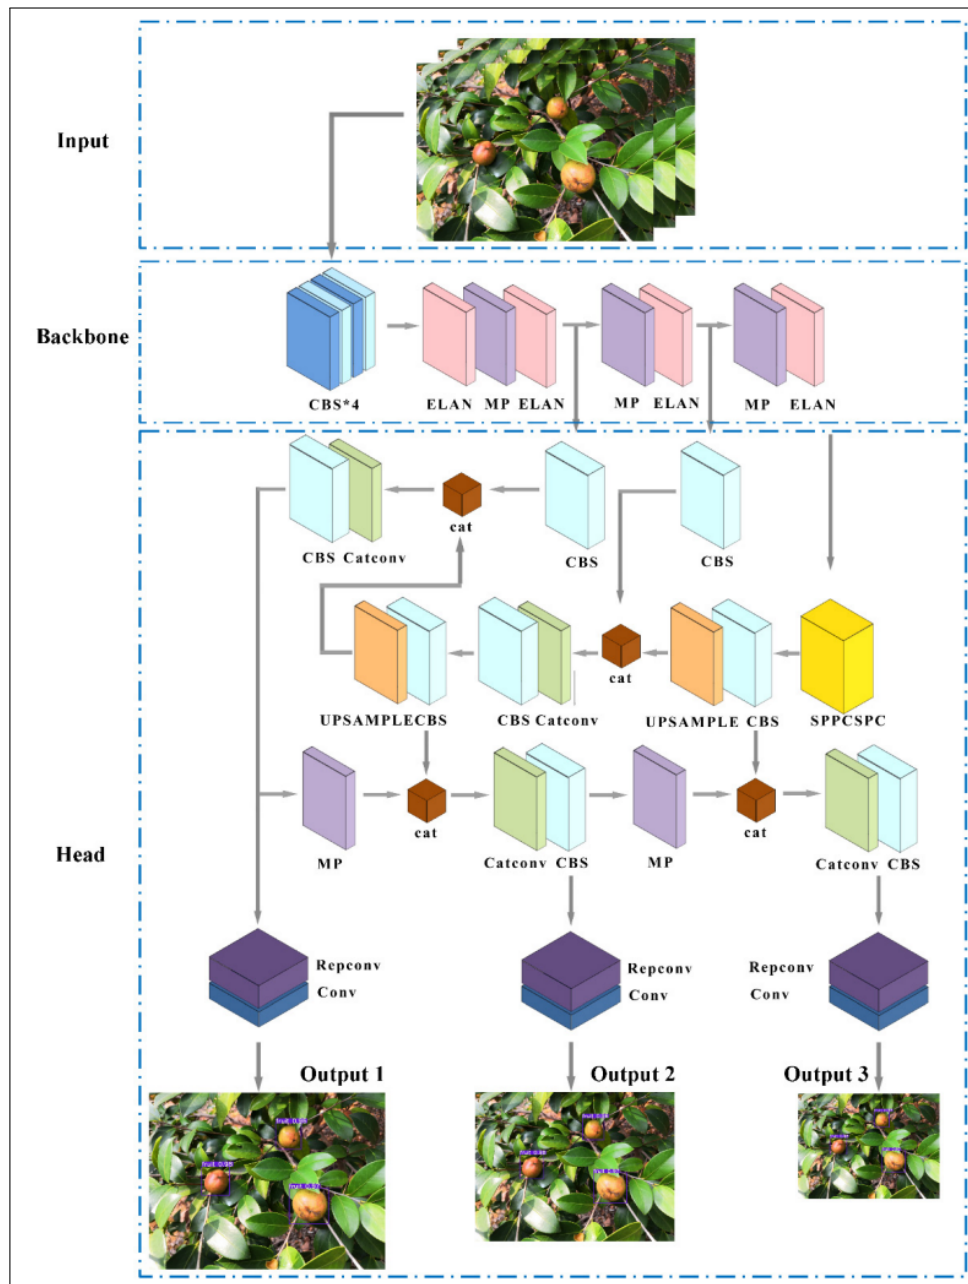 Input
Backbone
CBS*4
ELAN MP ELAN
MP ELAN
MP ELAN
Head
CBS Catconv
cat
CBS
CBS
UPSAMPLECBS
CBS Catconv
cat
UPSAMPLE CBS
SPPCSPC
MP
cat
Catconv CBS
MP
cat
Catconv CBS
Repconv
Conv
Repconv
Conv
Repconv
Conv
Output 1
Output 2
Output 3